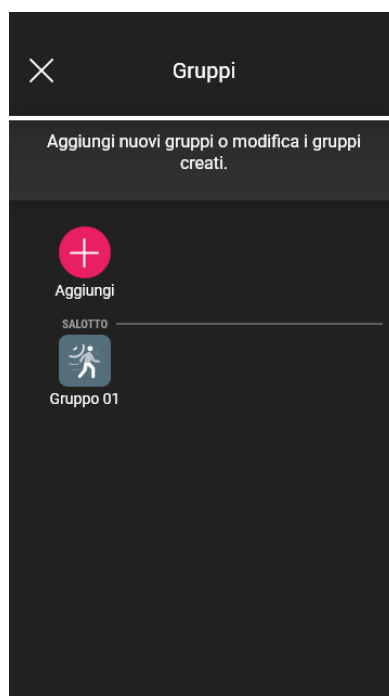 Gruppi
Aggiungi nuovi gruppi o modifica i gruppi
creati.
Aggiungi
SALOTTO
Gruppo 01